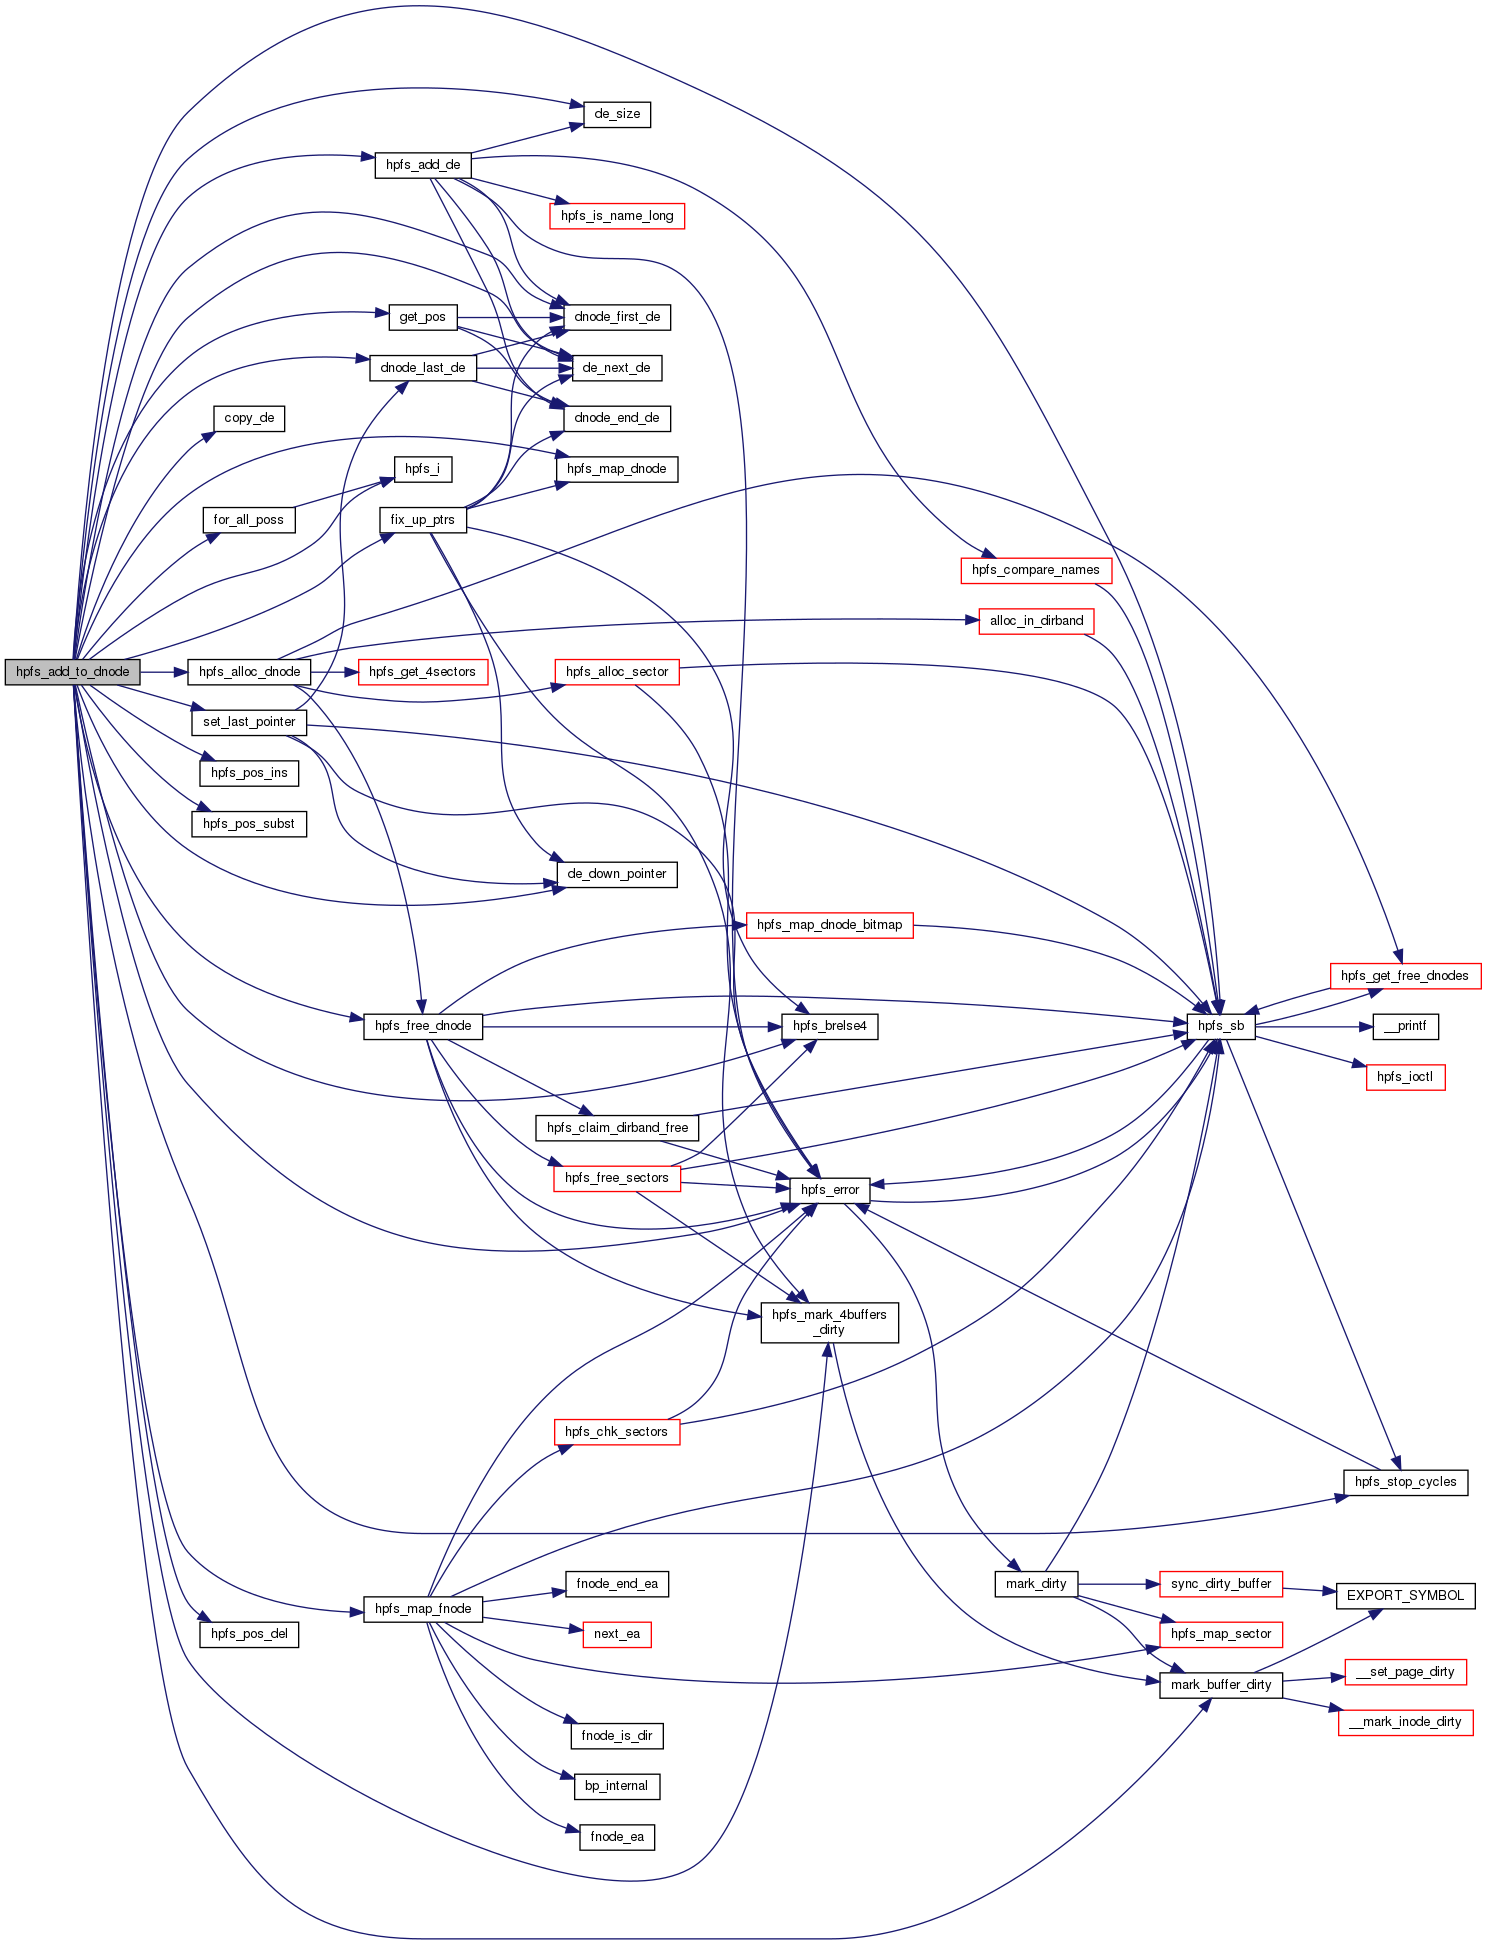 de_size
hpfs_add_de
hpfs_is_name_long
get_pos
dnode_first_de
dnode_last_de
de_next_de
copy_de
dnode_end_de
hpfs_i
hpfs_map_dnode
for_all_poss
fix_up_ptrs
hpfs_compare_names
alloc_in_dirband
hpfs_add_to_dnode
hpfs_alloc_dnode
hpfs_get_4sectors
hpfs_alloc_sector
set_last_pointer
hpfs_pos_ins
hpfs_pos_subst
de_down_pointer
hpfs_map_dnode_bitmap
hpfs_get_free_dnodes
hpfs_free_dnode
hpfs_brelse4
hpfs_sb
__printf
hpfs_ioctl
hpfs_claim_dirband_free
hpfs_free_sectors
hpfs_error
hpfs_mark_4buffers
_dirty
hpfs_chk_sectors
hpfs_stop_cycles
mark_dirty
fnode_end_ea
sync_dirty_buffer
EXPORT_SYMBOL
hpfs_map_fnode
hpfs_pos_del
next_ea
hpfs_map_sector
__set_page_dirty
mark_buffer_dirty
__mark_inode_dirty
fnode_is_dir
bp_internal
fnode_ea